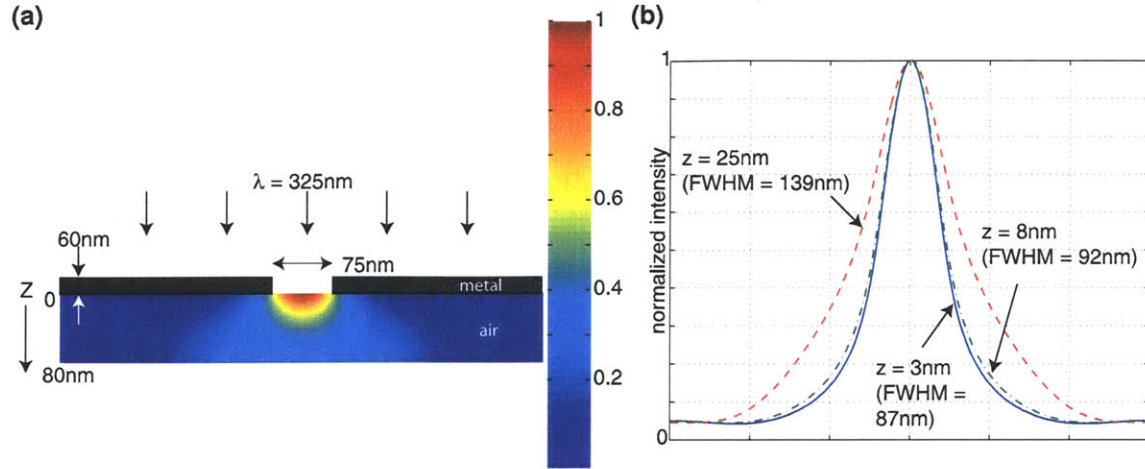 (a)
1
0.8
0.6
0.4
0.2
λ = 325nm
60nm
75nm
metal
Z
0
air
80nm
(b)
1
normalized intensity
0
z = 25nm
(FWHM = 139nm)
z = 8nm
(FWHM = 92nm)
z = 3nm
(FWHM =
87nm)